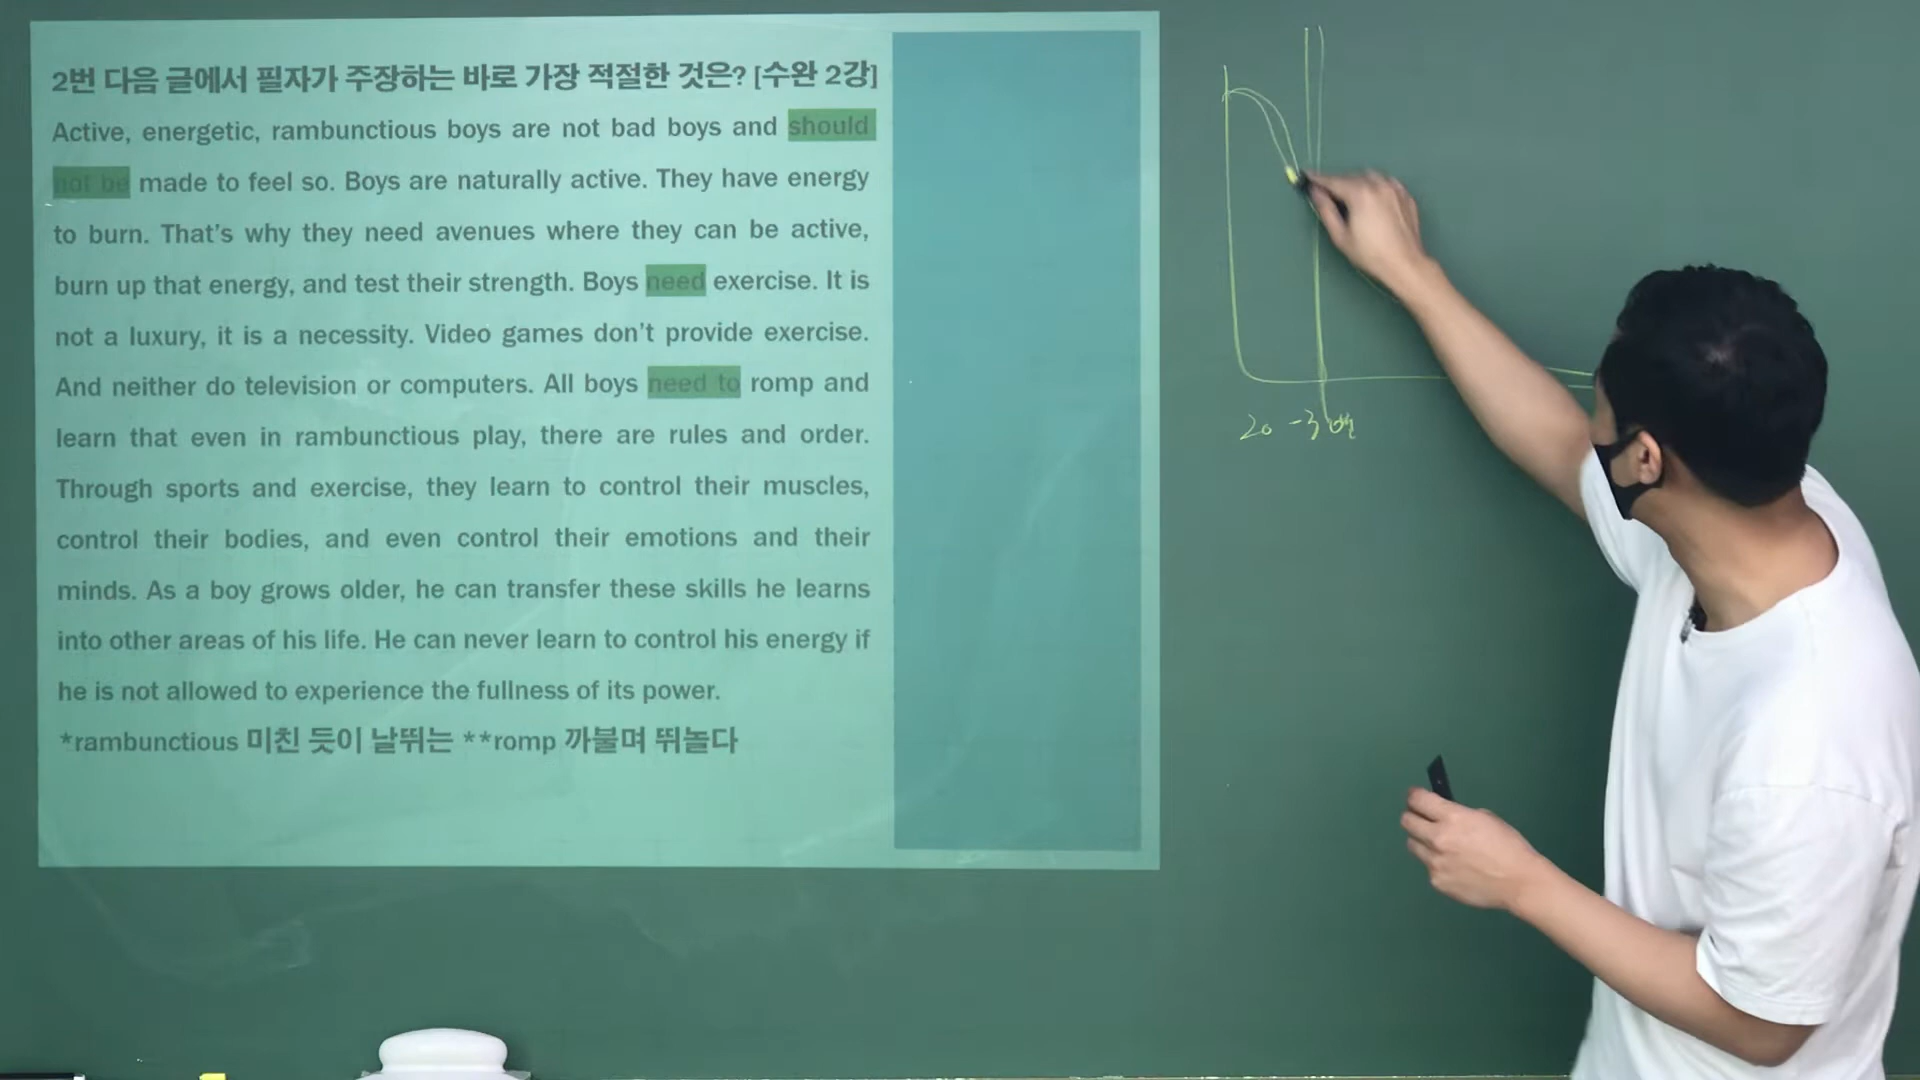 2번 다음 글에서 필자가 주장하는 바로 가장 적절한 것은? [수완 2강]
Active, energetic, rambunctious boys are not bad boys and should
not be made to feel so. Boys are naturally active. They have energy
to burn. That's why they need avenues where they can be active,
burn up that energy, and test their strength. Boys need exercise. It is
not a luxury, it is a necessity. Video games don't provide exercise.
And neither do television or computers. All boys need to romp and
learn that even in rambunctious play, there are rules and order.
Through sports and exercise, they learn to control their muscles,
control their bodies, and even control their emotions and their
minds. As a boy grows older, he can transfer these skills he learns
into other areas of his life. He can never learn to control his energy if
he is not allowed to experience the fullness of its power.
*rambunctious 미친 듯이 날뛰는 **romp 까불며 뛰놀다
20 -3